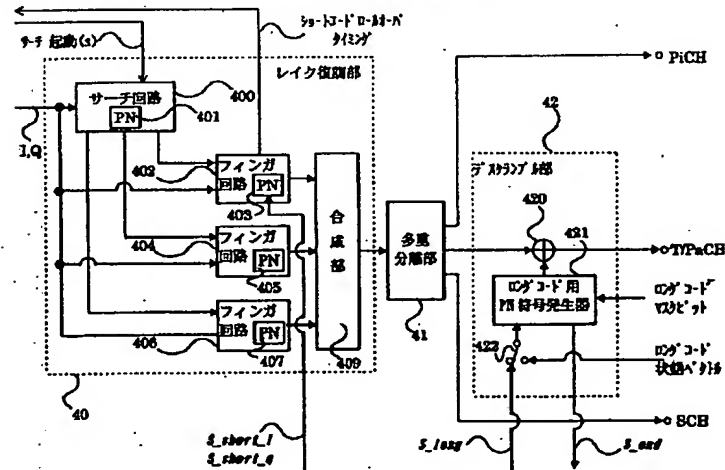 ショートコードロールオーバ
タイミング
サーチ起動(s)
レイク復調部
サーチ回路
PN
400
401
I,Q
402
フィンガ
回路
PN
403
404
フィンガ
回路
PN
405
406
フィンガ
回路
PN
407
合成部
409
40
S_short_i
S_short_q
多重
分離部
41
PiCH
42
デスクランブル部
420
421
T/PaCH
ロングコード用
PN符号発生器
ロングコード
マスクビット
422
ロングコード
状態ベクトル
SCH
S_long
S_end